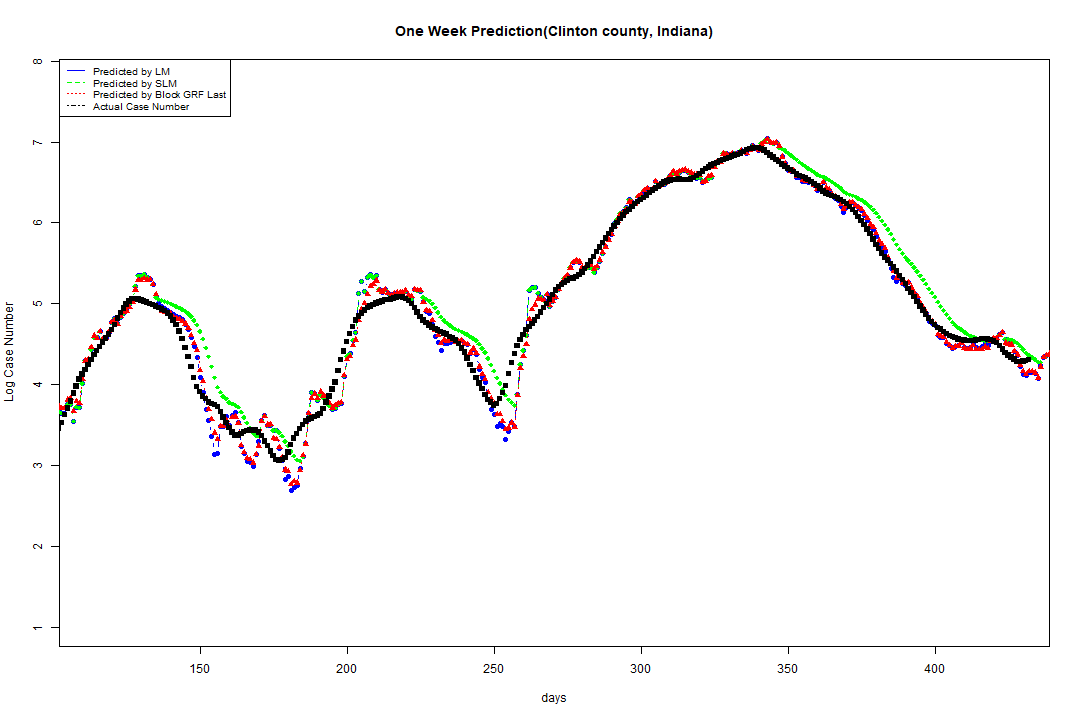 One Week Prediction(Clinton county, Indiana)
Predicted by LM
Predicted by SLM
Predicted by Block GRF Last
Actual Case Number
8
7
6
5
4
3
2
1
Log Case Number
150 200 250 300 350 400
days